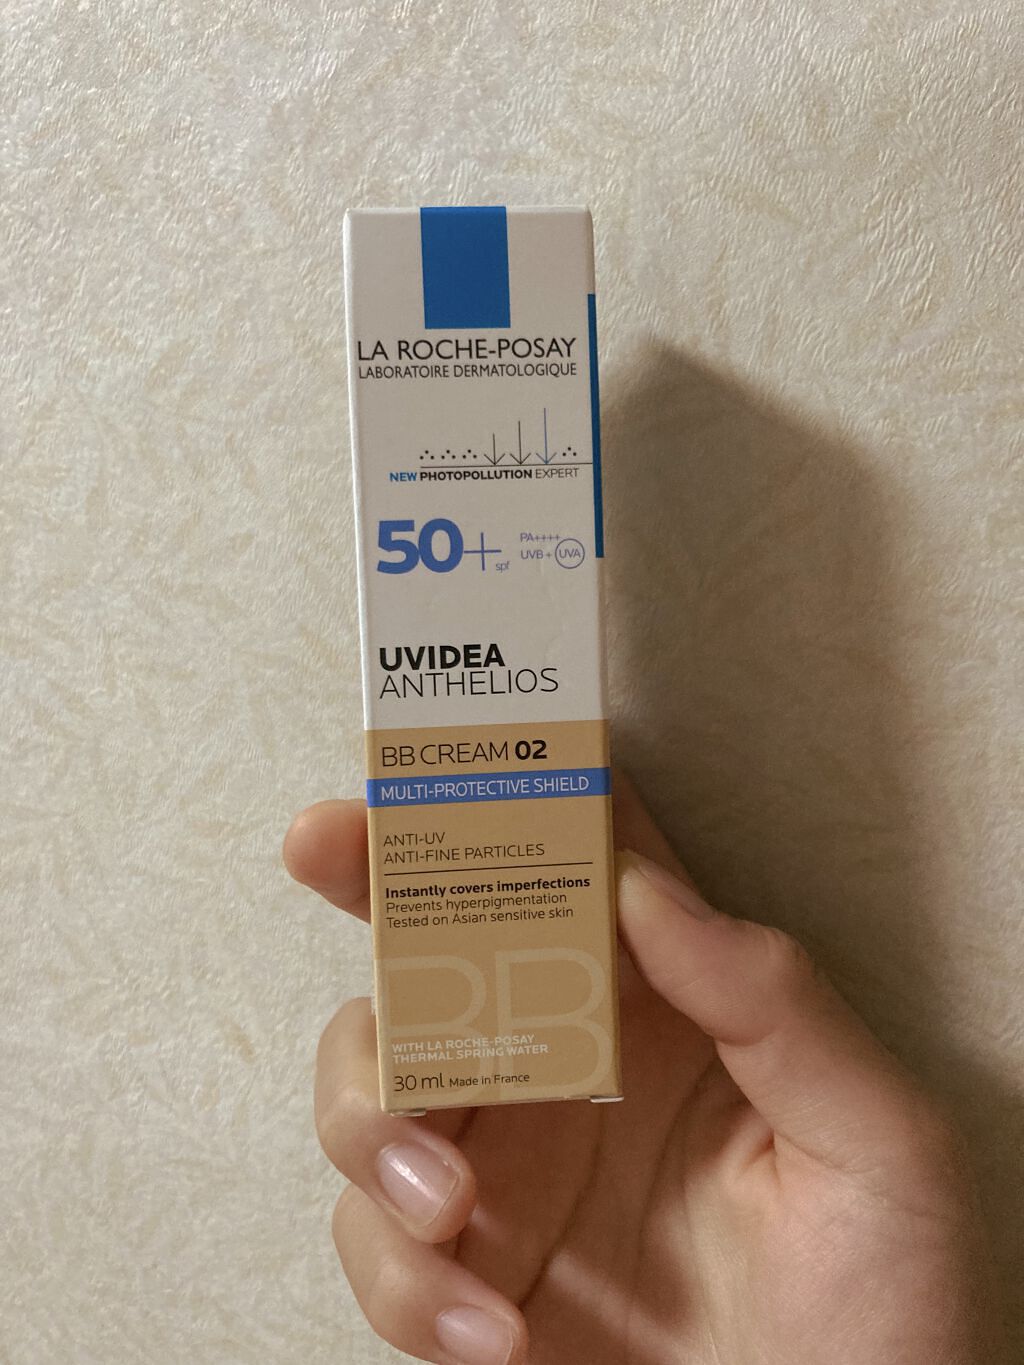 LA ROCHE-POSAY
LABORATOIRE DERMATOLOGIQUE
NEW PHOTOPOLLUTION EXPERT
50+ spf
PA++++
UVB + UVA
UVIDEA
ANTHELIOS
BB CREAM 02
MULTI-PROTECTIVE SHIELD
ANTI-UV
ANTI-FINE PARTICLES
Instantly covers imperfections
Prevents hyperpigmentation
Tested on Asian sensitive skin
BB
WITH LA ROCHE-POSAY
THERMAL SPRING WATER
30 ml Made in France